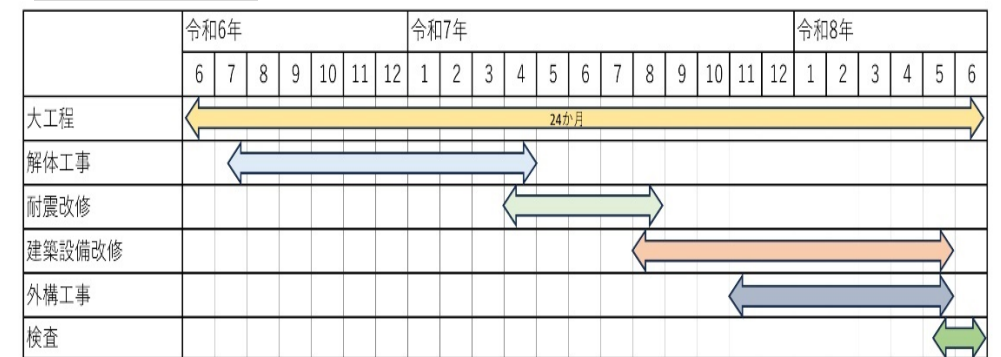 令和6年 令和7年 令和8年
6 7 8 9 10 11 12 1 2 3 4 5 6 7 8 9 10 11 12 1 2 3 4 5 6
大工程 24か月
解体工事
耐震改修
建築設備改修
外構工事
検査